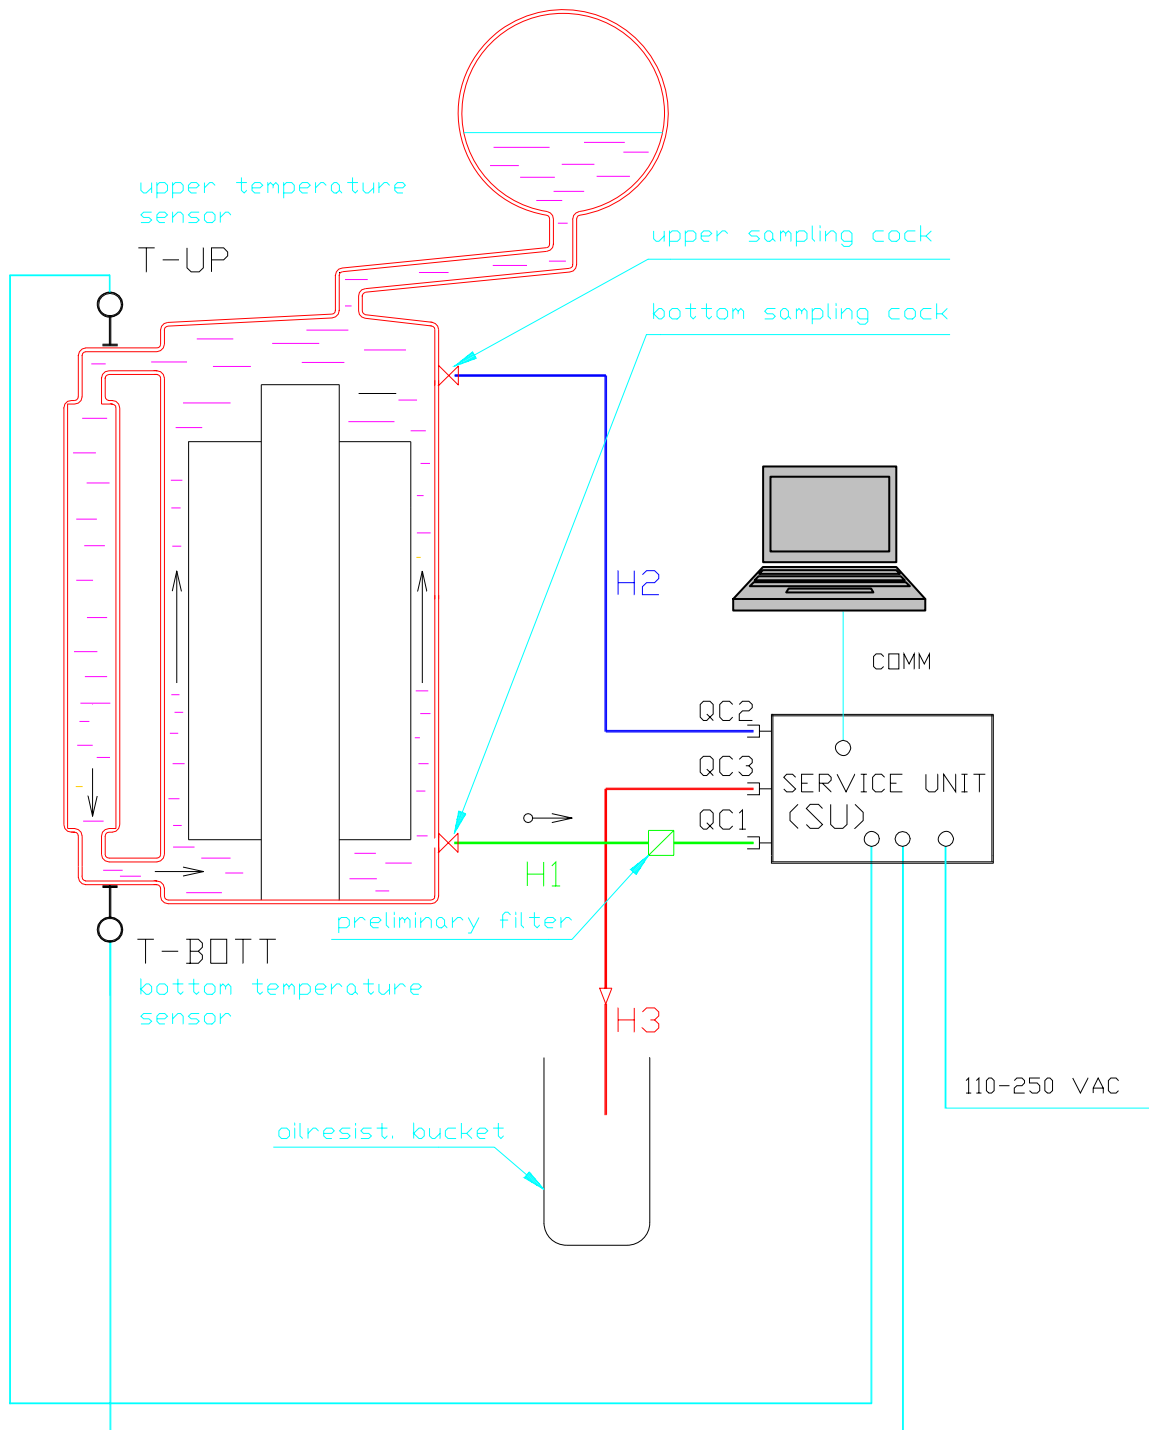 upper temperature
sensor
T-UP
upper sampling cock
bottom sampling cock
H2
COMM
QC2
QC3
SERVICE UNIT
(SU)
QC1
H1
preliminary filter
T-BOTT
bottom temperature
sensor
H3
110-250 VAC
oilresist. bucket